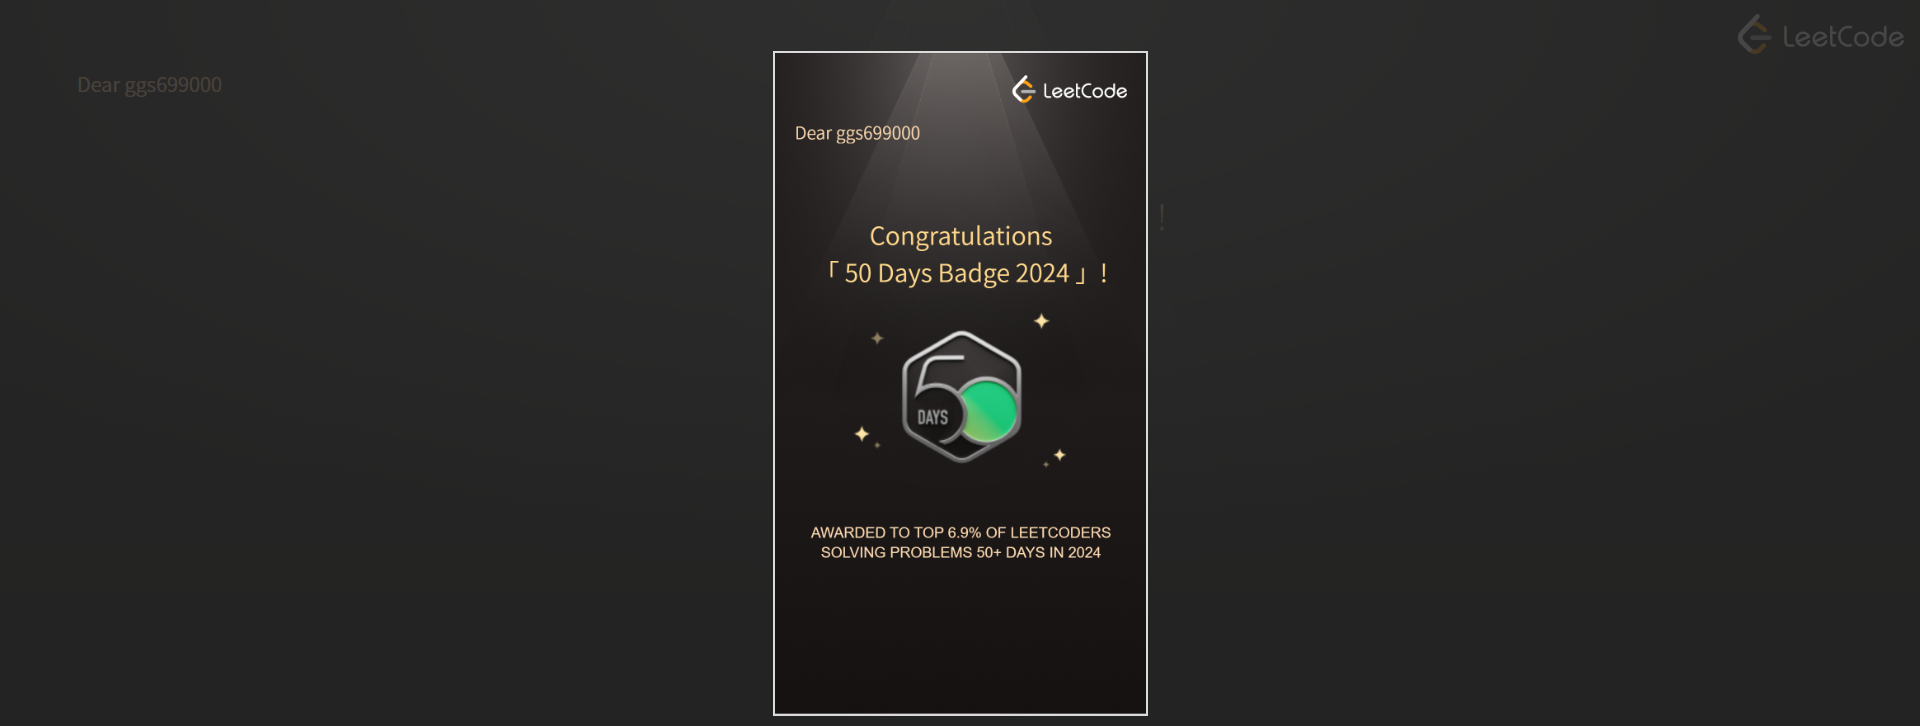 LeetCode
Dear ggs699000
LeetCode
Dear ggs699000
!
Congratulations
「 50 Days Badge 2024 」 !
50
DAYS
AWARDED TO TOP 6.9% OF LEETCODERS
SOLVING PROBLEMS 50+ DAYS IN 2024